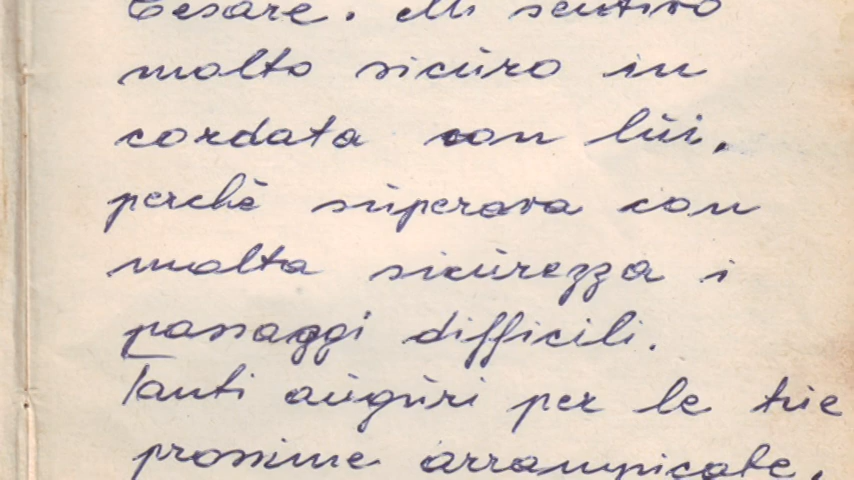 Cesare. Mi sentivo
molto sicuro in
cordata con lui,
perchè superava con
molta sicurezza i
passaggi difficili.
Tanti auguri per le tue
prossime arrampicate,